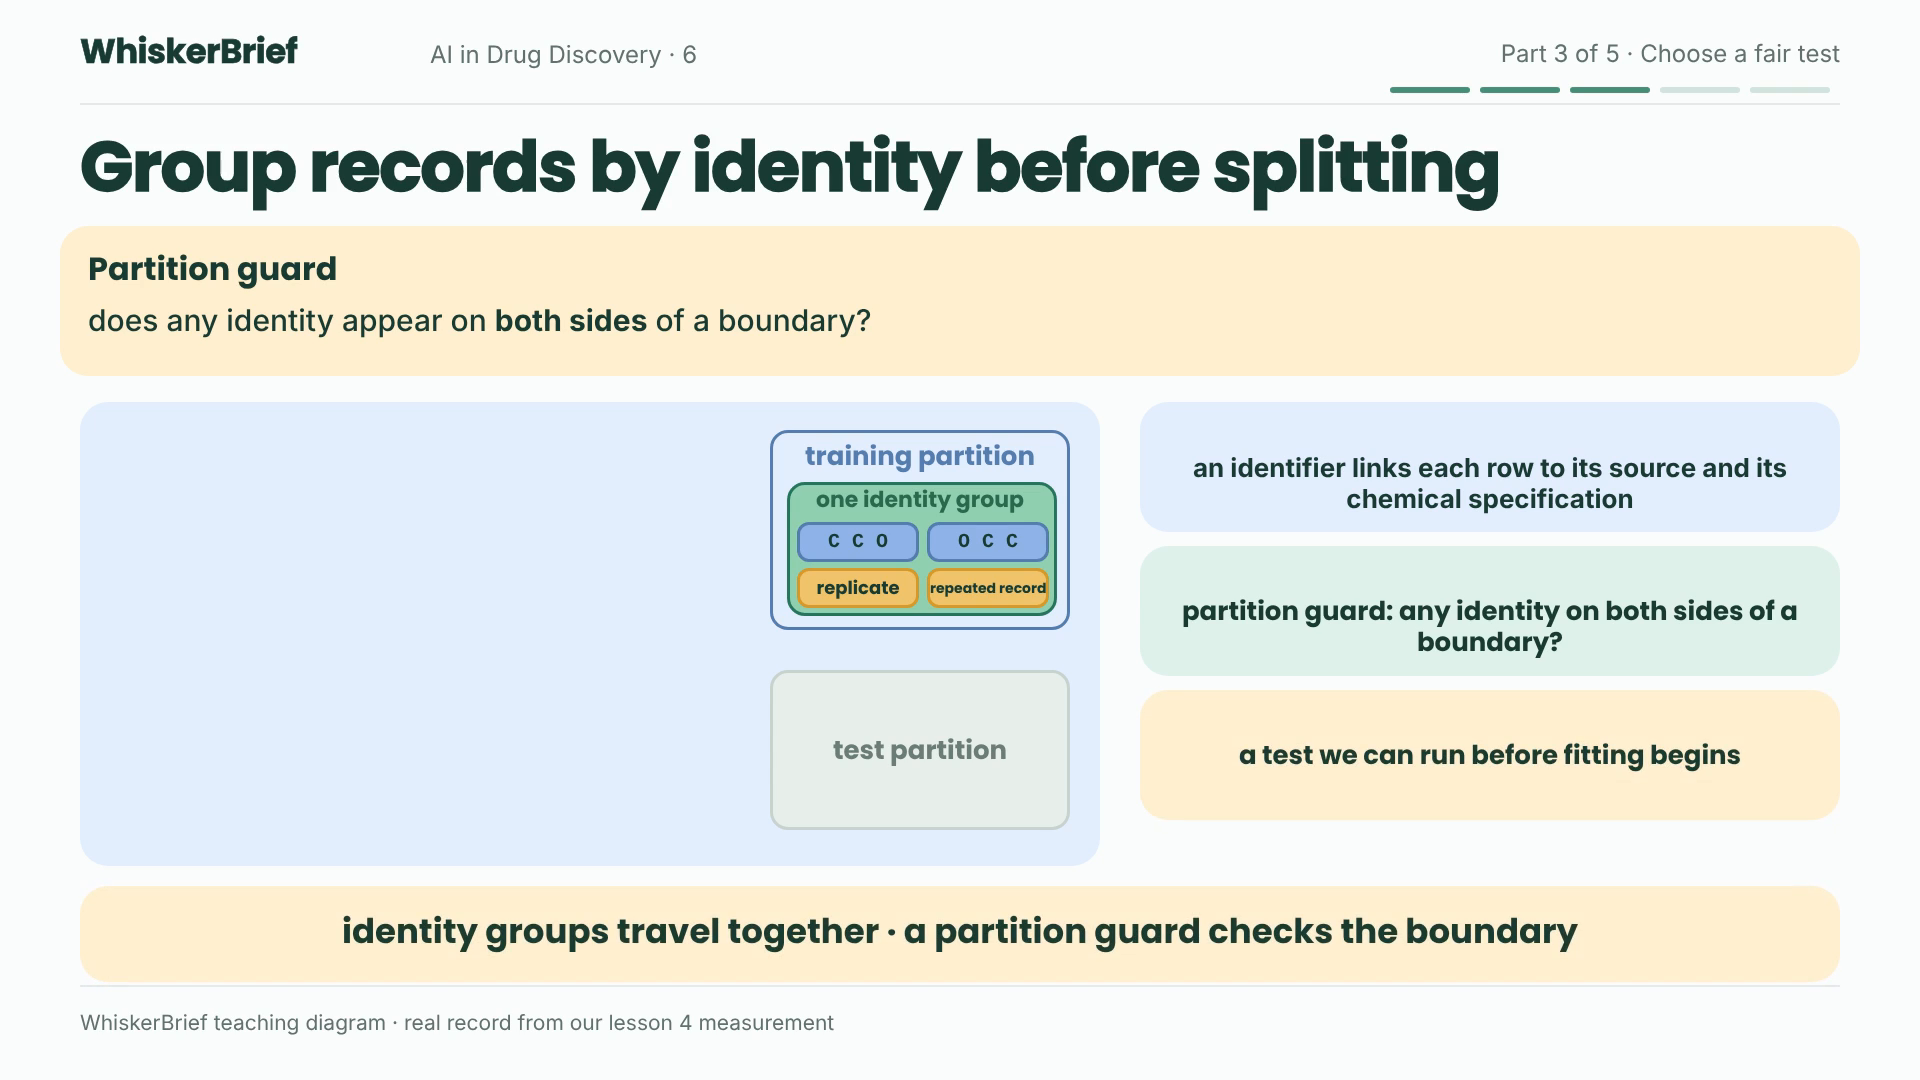 WhiskerBrief
AI in Drug Discovery · 6
Part 3 of 5 · Choose a fair test
Group records by identity before splitting
Partition guard
does any identity appear on both sides of a boundary?
training partition
one identity group
C C O
O C C
replicate
repeated record
test partition
an identifier links each row to its source and its
chemical specification
partition guard: any identity on both sides of a
boundary?
a test we can run before fitting begins
identity groups travel together · a partition guard checks the boundary
WhiskerBrief teaching diagram · real record from our lesson 4 measurement